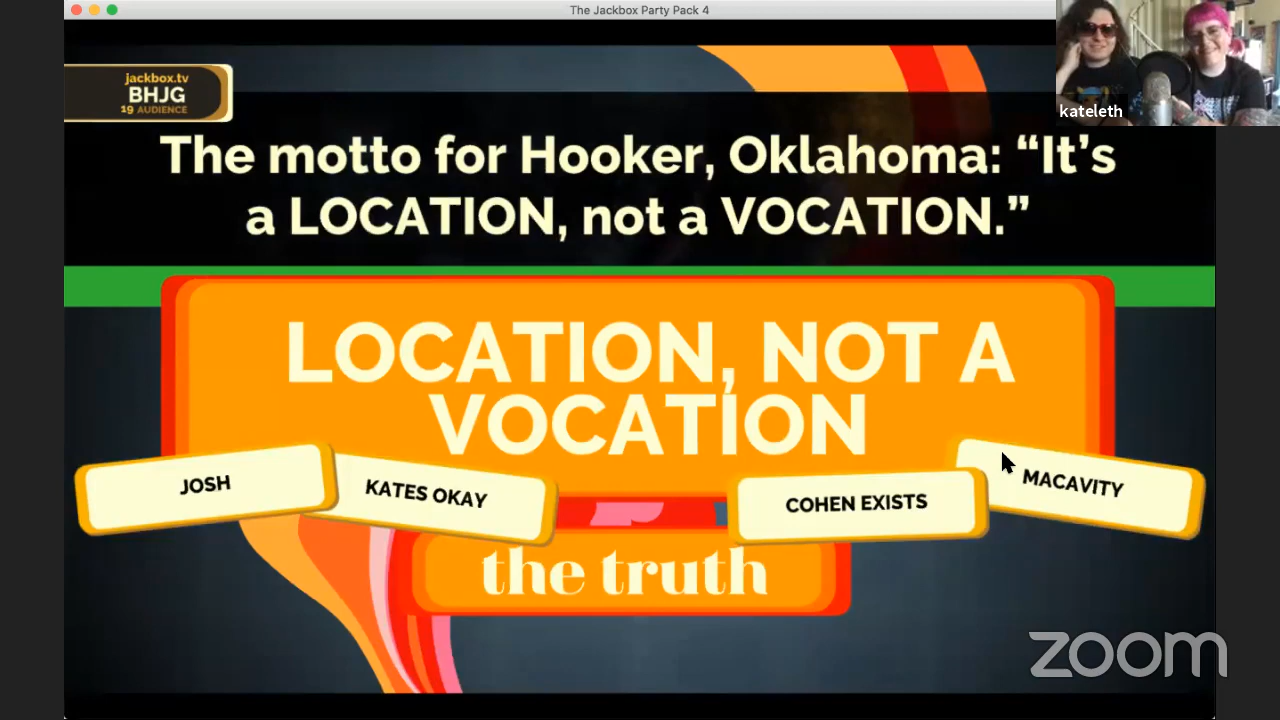 The Jackbox Party Pack 4
jackbox.tv
BHJG
19 AUDIENCE
kateleth
The motto for Hooker, Oklahoma: “It’s
a LOCATION, not a VOCATION.”
LOCATION, NOT A
VOCATION
JOSH
KATES OKAY
COHEN EXISTS
MACAVITY
the truth
zoom